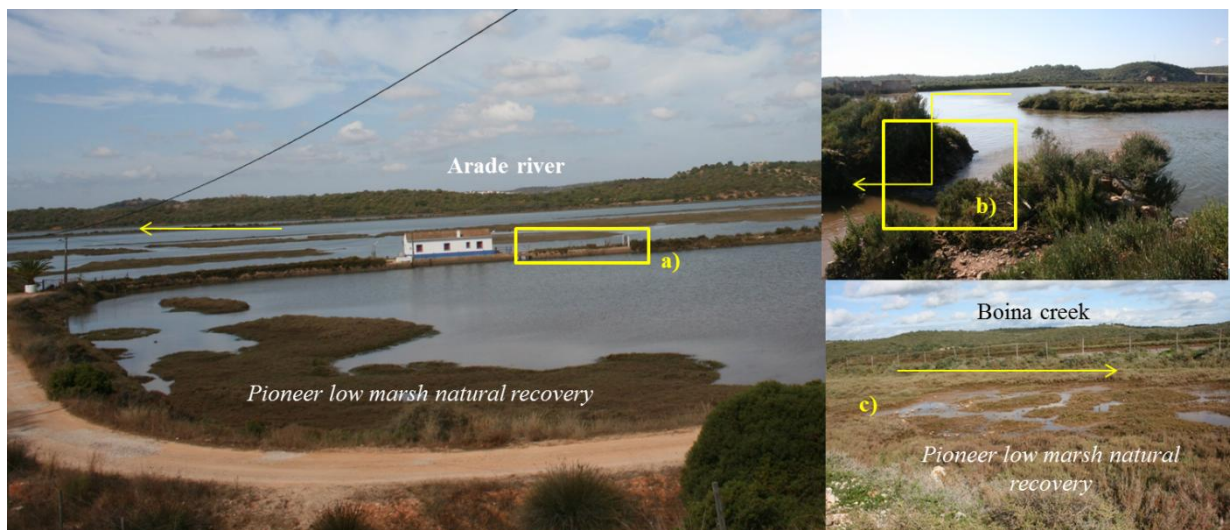 Arade river
a)
Pioneer low marsh natural recovery
b)
Boina creek
c)
Pioneer low marsh natural
recovery